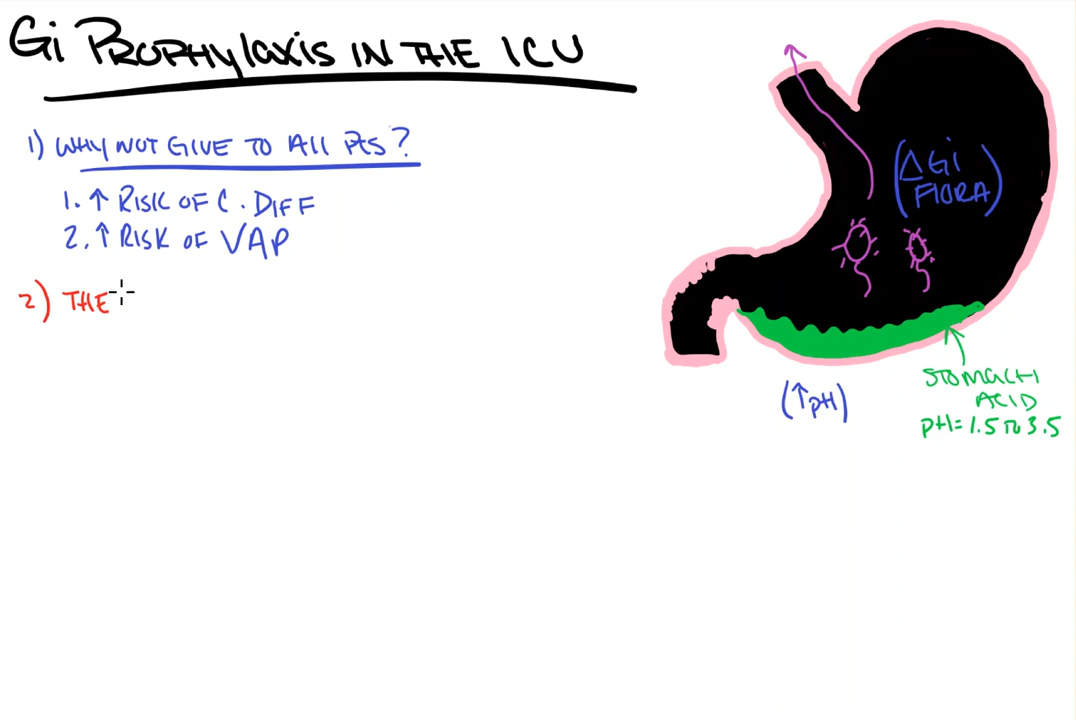 Gi PROPHYlAXIS IN THE ICU
1) WHY NOT GIVE TO All Pts?
1. ↑ RISK OF C. DIFF
2. ↑ RISK OF VAP
2) THE
(Δ Gi
FlORA)
(↑ pH)
STOMACH
ACID
pH = 1.5 TO 3.5